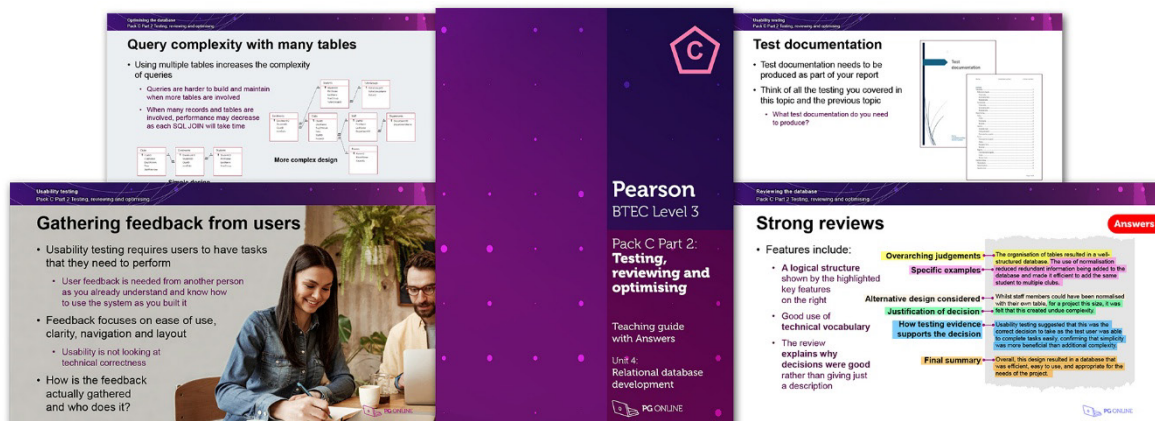 Optimising the database
Pack C Part 2 Testing, reviewing and optimising
Query complexity with many tables
• Using multiple tables increases the complexity
of queries
• Queries are harder to build and maintain
when more tables are involved
• When many records and tables are
involved, performance may decrease
as each SQL JOIN will take time
More complex design
Simple design
Usability testing
Pack C Part 2 Testing, reviewing and optimising
Gathering feedback from users
• Usability testing requires users to have tasks
that they need to perform
• User feedback is needed from another person
as you already understand and know how
to use the system as you built it
• Feedback focuses on ease of use,
clarity, navigation and layout
• Usability is not looking at
technical correctness
• How is the feedback
actually gathered
and who does it?
PG ONLINE
C
Pearson
BTEC Level 3
Pack C Part 2:
Testing,
reviewing and
optimising
Teaching guide
with Answers
Unit 4:
Relational database
development
PG ONLINE
Usability testing
Pack C Part 2 Testing, reviewing and optimising
Test documentation
• Test documentation needs to be
produced as part of your report
• Think of all the testing you covered in
this topic and the previous topic
• What test documentation do you need
to produce?
Test
documentation
Reviewing the database
Pack C Part 2 Testing, reviewing and optimising
Strong reviews
Answers
• Features include:
• A logical structure
shown by the highlighted
key features
on the right
• Good use of
technical vocabulary
• The review
explains why
decisions were good
rather than giving just
a description
Overarching judgements
Specific examples
Alternative design considered
Justification of decision
How testing evidence
supports the decision
Final summary
The organisation of tables resulted in a well-
structured database. The use of normalisation
reduced redundant information being added to the
database and made it efficient to add the same
student to multiple clubs.
Whilst staff members could have been normalised
with their own table, for a project this size, it was
felt that this created undue complexity.
Usability testing suggested that this was the
correct decision to take as the test user was able
to complete tasks easily, confirming that simplicity
was more beneficial than additional complexity.
Overall, this design resulted in a database that
was efficient, easy to use, and appropriate for the
needs of the project.
PG ONLINE